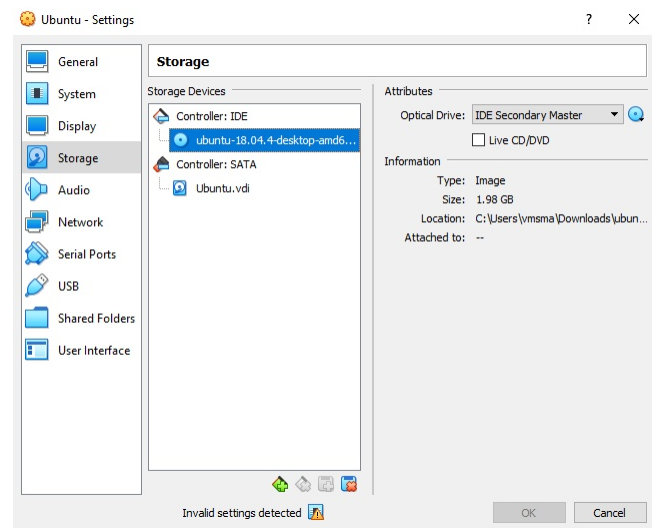 Ubuntu - Settings
?
General
System
Display
Storage
Audio
Network
Serial Ports
USB
Shared Folders
User Interface
Storage
Storage Devices
Controller: IDE
ubuntu-18.04.4-desktop-amd6...
Controller: SATA
Ubuntu.vdi
Attributes
Optical Drive: IDE Secondary Master
Live CD/DVD
Information
Type: Image
Size: 1.98 GB
Location: C:\Users\vmsma\Downloads\ubun...
Attached to: --
Invalid settings detected
OK
Cancel